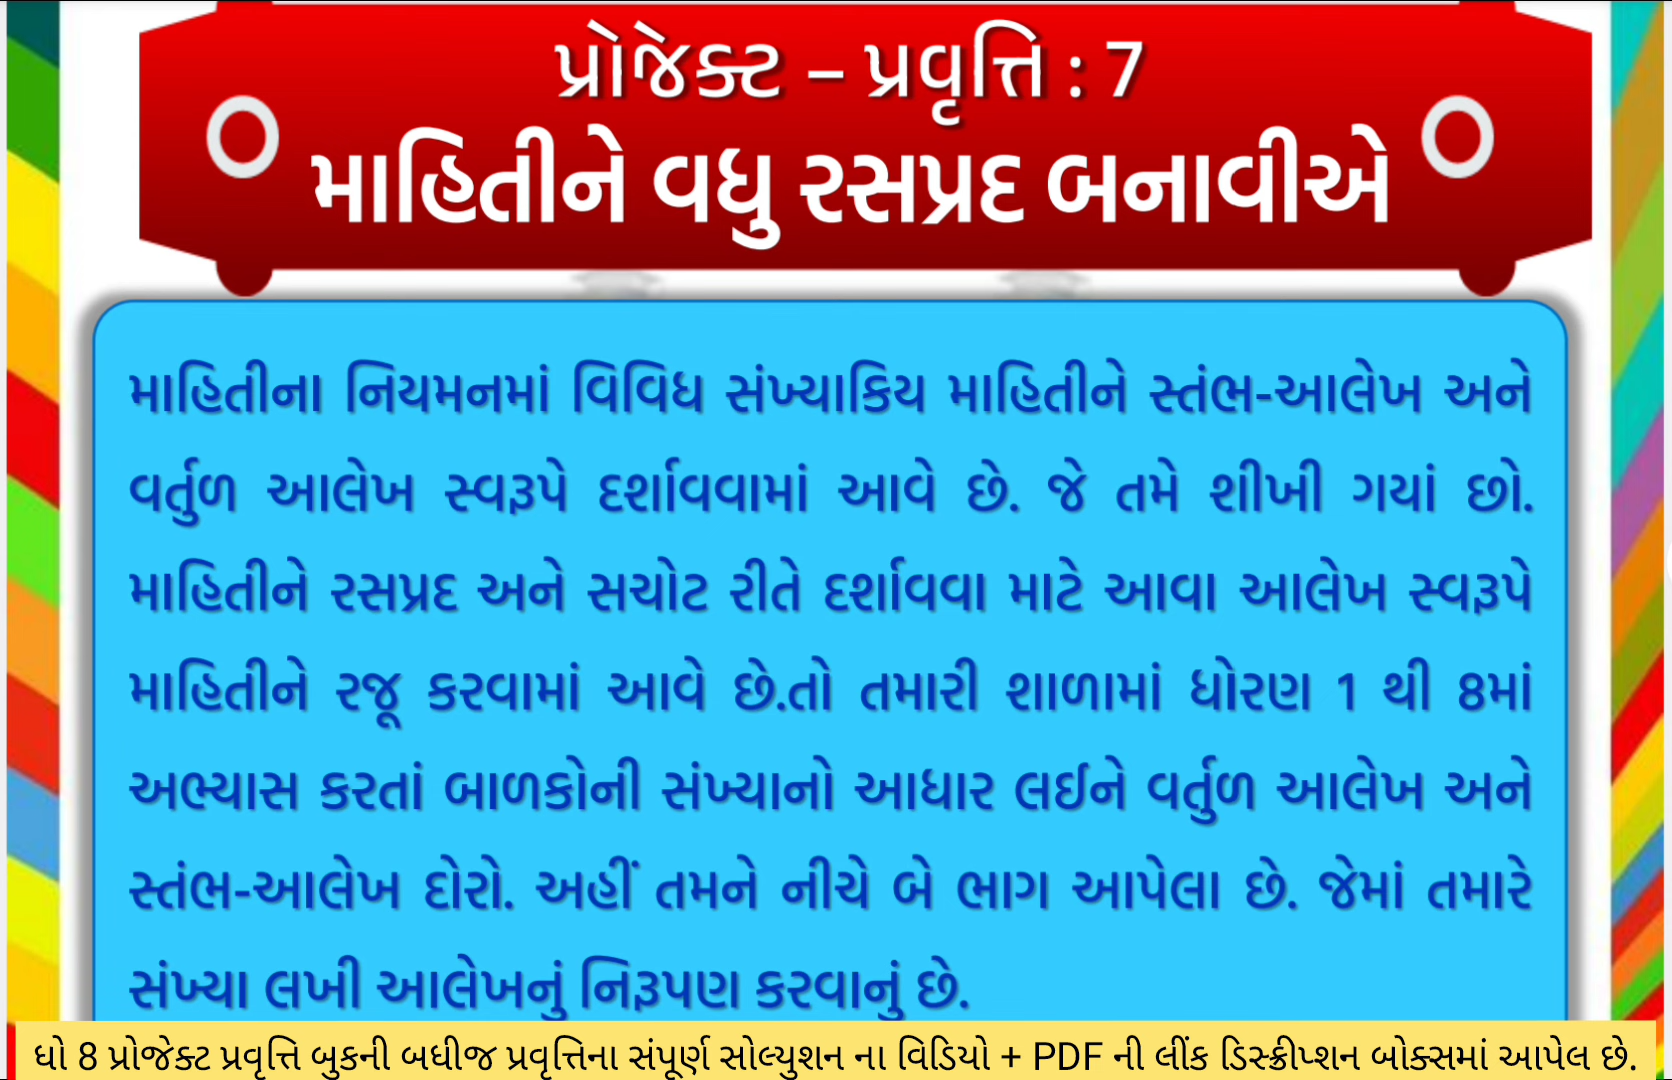 પ્રોજેક્ટ – પ્રવૃત્તિ : 7
માહિતીને વધુ રસપ્રદ બનાવીએ
માહિતીના નિયમનમાં વિવિધ સંખ્યાકિય માહિતીને સ્તંભ-આલેખ અને
વર્તુળ આલેખ સ્વરૂપે દર્શાવવામાં આવે છે. જે તમે શીખી ગયાં છો.
માહિતીને રસપ્રદ અને સચોટ રીતે દર્શાવવા માટે આવા આલેખ સ્વરૂપે
માહિતીને રજૂ કરવામાં આવે છે.તો તમારી શાળામાં ધોરણ 1 થી 8માં
અભ્યાસ કરતાં બાળકોની સંખ્યાનો આધાર લઈને વર્તુળ આલેખ અને
સ્તંભ-આલેખ દોરો. અહીં તમને નીચે બે ભાગ આપેલા છે. જેમાં તમારે
સંખ્યા લખી આલેખનું નિરૂપણ કરવાનું છે.
ધો 8 પ્રોજેક્ટ પ્રવૃત્તિ બુકની બધીજ પ્રવૃત્તિના સંપૂર્ણ સોલ્યુશન ના વિડિયો + PDF ની લીંક ડિસ્ક્રીપ્શન બોક્સમાં આપેલ છે.